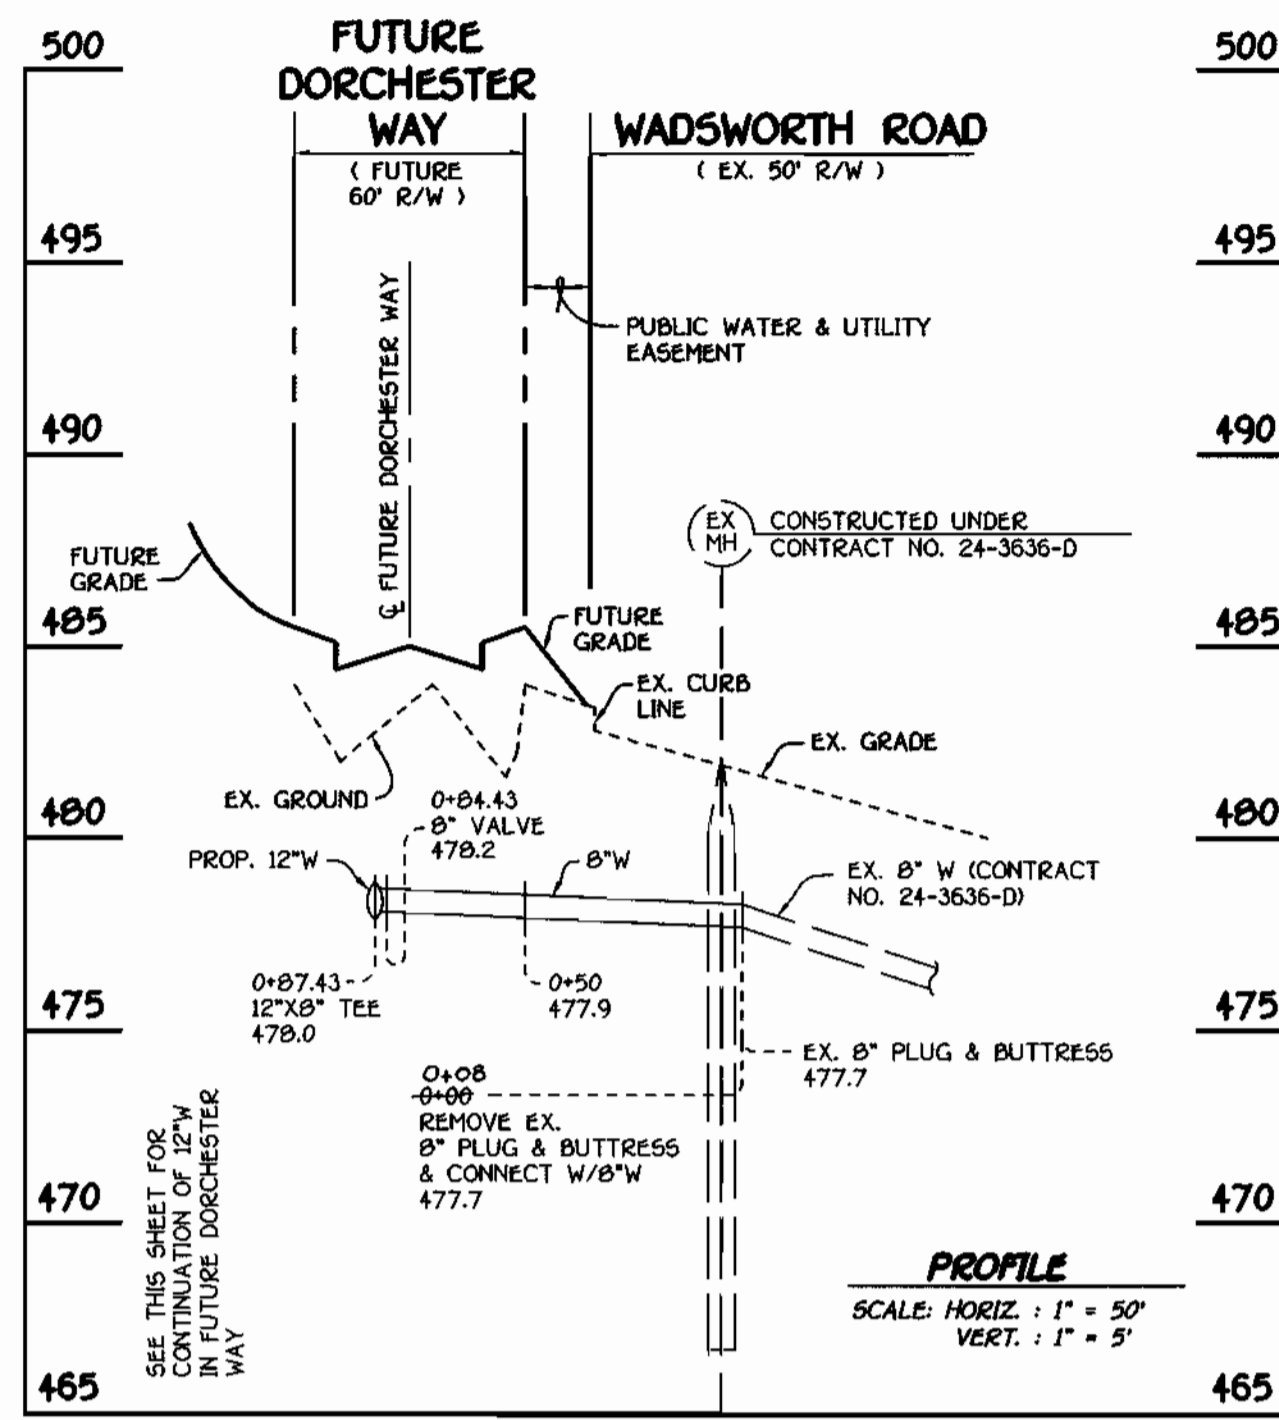 FUTURE
DORCHESTER
WAY
( FUTURE
60' R/W )
WADSWORTH ROAD
( EX. 50' R/W )
500
495
490
485
480
475
470
465
500
495
490
485
480
475
470
465
PUBLIC WATER & UTILITY
EASEMENT
℄ FUTURE DORCHESTER WAY
EX
MH
CONSTRUCTED UNDER
CONTRACT NO. 24-3636-D
FUTURE
GRADE
FUTURE
GRADE
EX. CURB
LINE
EX. GRADE
EX. GROUND
0+84.43
8" VALVE
478.2
PROP. 12"W
8"W
EX. 8" W (CONTRACT
NO. 24-3636-D)
0+87.43
12"X8" TEE
478.0
0+50
477.9
EX. 8" PLUG & BUTTRESS
477.7
0+08
0+00
REMOVE EX.
8" PLUG & BUTTRESS
& CONNECT W/8"W
477.7
SEE THIS SHEET FOR
CONTINUATION OF 12"W
IN FUTURE DORCHESTER
WAY
PROFILE
SCALE: HORIZ. : 1" = 50'
VERT. : 1" = 5'